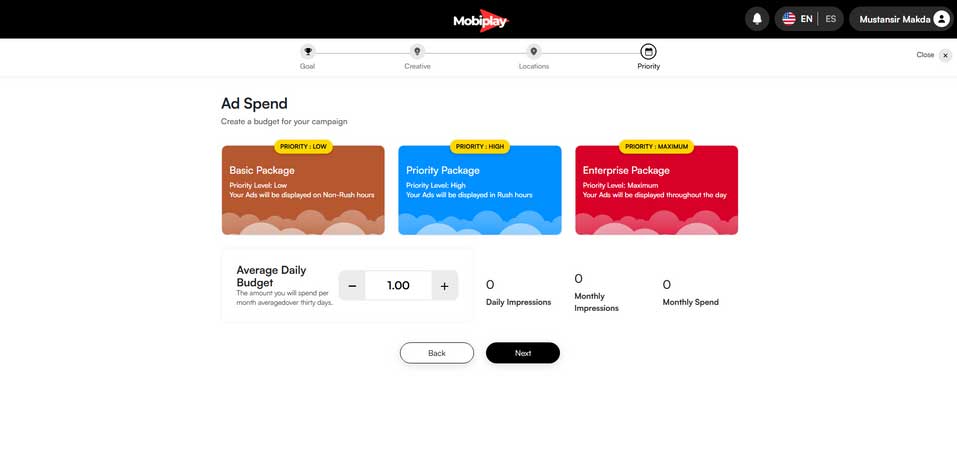 Mobiplay
EN
ES
Mustansir Makda
Goal
Creative
Locations
Priority
Close
Ad Spend
Create a budget for your campaign
PRIORITY : LOW
Basic Package
Priority Level: Low
Your Ads will be displayed on Non-Rush hours
PRIORITY : HIGH
Priority Package
Priority Level: High
Your Ads will be displayed in Rush hours
PRIORITY : MAXIMUM
Enterprise Package
Priority Level: Maximum
Your Ads will be displayed throughout the day
Average Daily
Budget
The amount you will spend per
month averagedover thirty days.
− 1.00 +
0
Daily Impressions
0
Monthly
Impressions
0
Monthly Spend
Back
Next